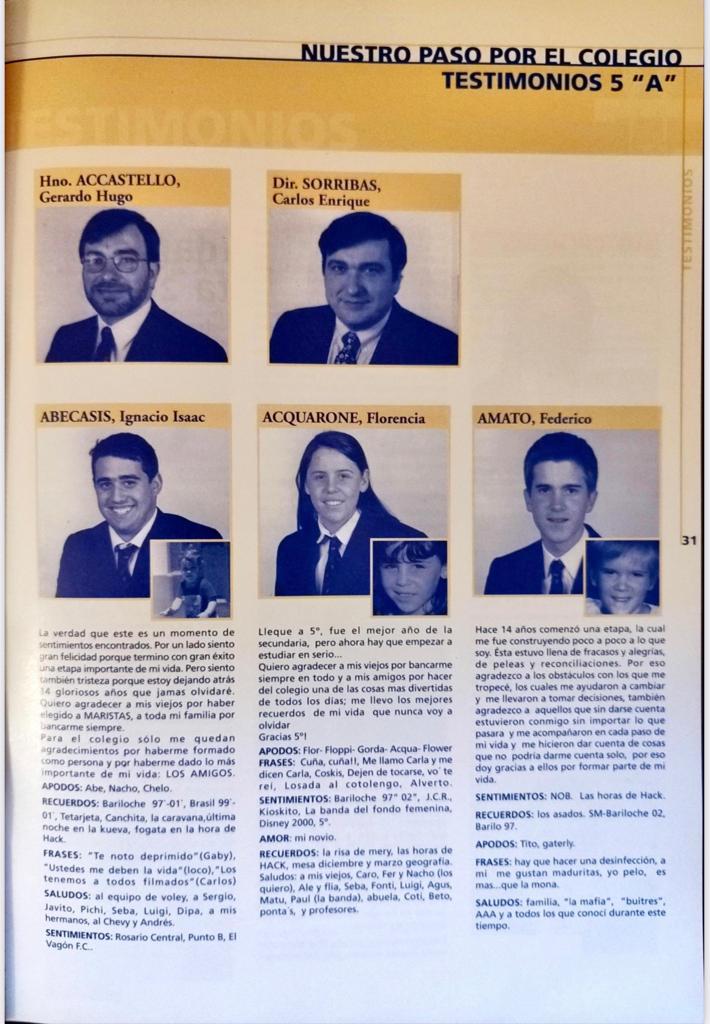 NUESTRO PASO POR EL COLEGIO
TESTIMONIOS 5 "A"
TESTIMONIOS
TESTIMONIOS
Hno. ACCASTELLO,
Gerardo Hugo
Dir. SORRIBAS,
Carlos Enrique
ABECASIS, Ignacio Isaac
La verdad que este es un momento de
sentimientos encontrados. Por un lado siento
gran felicidad porque termino con gran éxito
una etapa importante de mi vida. Pero siento
también tristeza porque estoy dejando atrás
14 gloriosos años que jamas olvidaré.
Quiero agradecer a mis viejos por haber
elegido a MARISTAS, a toda mi familia por
bancarme siempre.
Para el colegio sólo me quedan
agradecimientos por haberme formado
como persona y por haberme dado lo más
importante de mi vida: LOS AMIGOS.
APODOS: Abe, Nacho, Chelo.
RECUERDOS: Bariloche 97´-01´, Brasil 99´-
01´, Tetarjeta, Canchita, la caravana,última
noche en la kueva, fogata en la hora de
Hack.
FRASES: "Te noto deprimido"(Gaby),
"Ustedes me deben la vida"(loco),"Los
tenemos a todos filmados"(Carlos)
SALUDOS: al equipo de voley, a Sergio,
Javito, Pichi, Seba, Luigi, Dipa, a mis
hermanos, al Chevy y Andrés.
SENTIMIENTOS: Rosario Central, Punto B, El
Vagón F.C..
ACQUARONE, Florencia
Lleque a 5°, fue el mejor año de la
secundaria, pero ahora hay que empezar a
estudiar en serio...
Quiero agradecer a mis viejos por bancarme
siempre en todo y a mis amigos por hacer
del colegio una de las cosas mas divertidas
de todos los días; me llevo los mejores
recuerdos de mi vida que nunca voy a
olvidar
Gracias 5°!
APODOS: Flor- Floppi- Gorda- Acqua- Flower
FRASES: Cuña, cuña!!, Me llamo Carla y me
dicen Carla, Coskis, Dejen de tocarse, vo´ te
reí, Losada al cotolengo, Alverto.
SENTIMIENTOS: Bariloche 97" 02", J.C.R.,
Kioskito, La banda del fondo femenina,
Disney 2000, 5°.
AMOR: mi novio.
RECUERDOS: la risa de mery, las horas de
HACK, mesa diciembre y marzo geografía.
Saludos: a mis viejos, Caro, Fer y Nacho (los
quiero), Ale y flia, Seba, Fonti, Luigi, Agus,
Matu, Paul (la banda), abuela, Coti, Beto,
ponta´s, y profesores.
AMATO, Federico
Hace 14 años comenzó una etapa, la cual
me fue construyendo poco a poco a lo que
soy. Ésta estuvo llena de fracasos y alegrías,
de peleas y reconciliaciones. Por eso
agradezco a los obstáculos con los que me
tropecé, los cuales me ayudaron a cambiar
y me llevaron a tomar decisiones, también
agradezco a aquellos que sin darse cuenta
estuvieron conmigo sin importar lo que
pasara y me acompañaron en cada paso de
mi vida y me hicieron dar cuenta de cosas
que no podría darme cuenta solo, por eso
doy gracias a ellos por formar parte de mi
vida.
SENTIMIENTOS: NOB. Las horas de Hack.
RECUERDOS: los asados. SM-Bariloche 02,
Barilo 97.
APODOS: Tito, gaterly.
FRASES: hay que hacer una desinfección, a
mi me gustan maduritas, yo pelo, es
mas...que la mona.
SALUDOS: familia, "la mafia", "buitres",
AAA y a todos los que conocí durante este
tiempo.
31